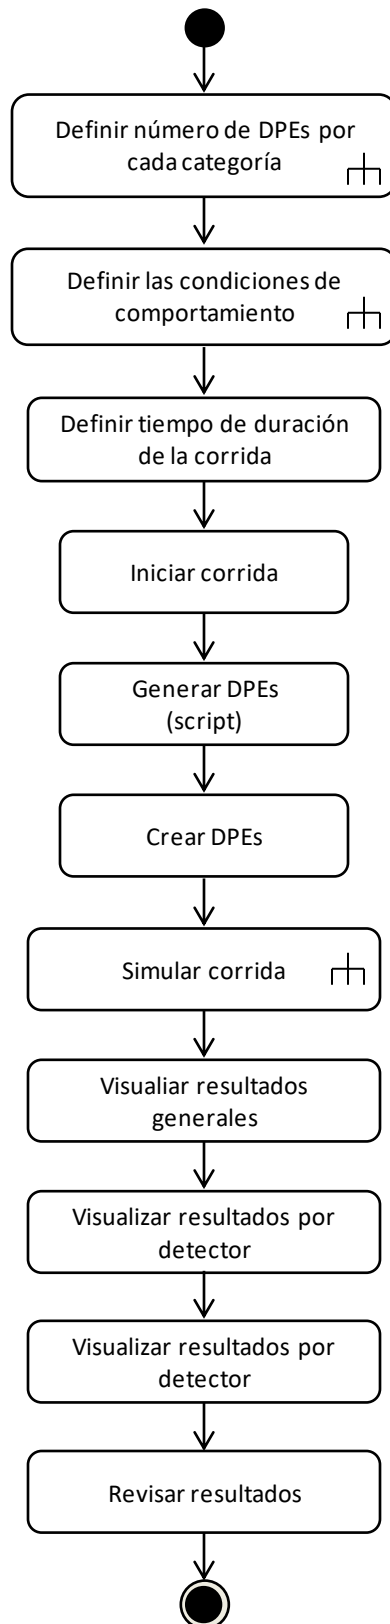 Definir número de DPEs por
cada categoría
Definir las condiciones de
comportamiento
Definir tiempo de duración
de la corrida
Iniciar corrida
Generar DPEs
(script)
Crear DPEs
Simular corrida
Visualiar resultados
generales
Visualizar resultados por
detector
Visualizar resultados por
detector
Revisar resultados